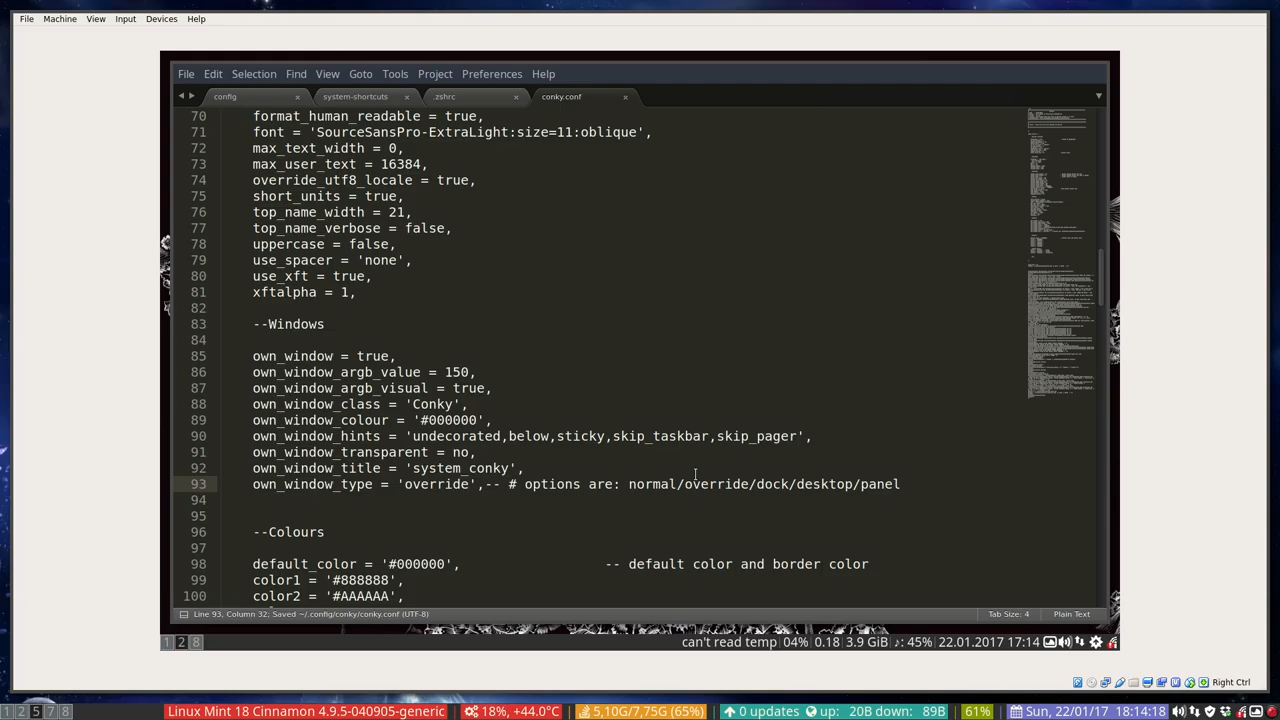 File Machine View Input Devices Help
File Edit Selection Find View Goto Tools Project Preferences Help
config × system-shortcuts × .zshrc × conky.conf ×
70 format_human_readable = true,
71 font = 'SourceSansPro-ExtraLight:size=11:oblique',
72 max_text_width = 0,
73 max_user_text = 16384,
74 override_utf8_locale = true,
75 short_units = true,
76 top_name_width = 21,
77 top_name_verbose = false,
78 uppercase = false,
79 use_spacer = 'none',
80 use_xft = true,
81 xftalpha = 1,
82
83 --Windows
84
85 own_window = true,
86 own_window_argb_value = 150,
87 own_window_argb_visual = true,
88 own_window_class = 'Conky',
89 own_window_colour = '#000000',
90 own_window_hints = 'undecorated,below,sticky,skip_taskbar,skip_pager',
91 own_window_transparent = no,
92 own_window_title = 'system_conky',
93 own_window_type = 'override',-- # options are: normal/override/dock/desktop/panel
94
95
96 --Colours
97
98 default_color = '#000000', -- default color and border color
99 color1 = '#888888',
100 color2 = '#AAAAAA',
Line 93, Column 32; Saved ~/.config/conky/conky.conf (UTF-8) Tab Size: 4 Plain Text
1 2 8 can't read temp 04% 0.18 3.9 GiB ♪: 45% 22.01.2017 17:14
Right Ctrl
1 2 5 7 8 Linux Mint 18 Cinnamon 4.9.5-040905-generic 18%, +44.0°C 5,10G/7,75G (65%) 0 updates up: 20B down: 89B 61% Sun, 22/01/17 18:14:18